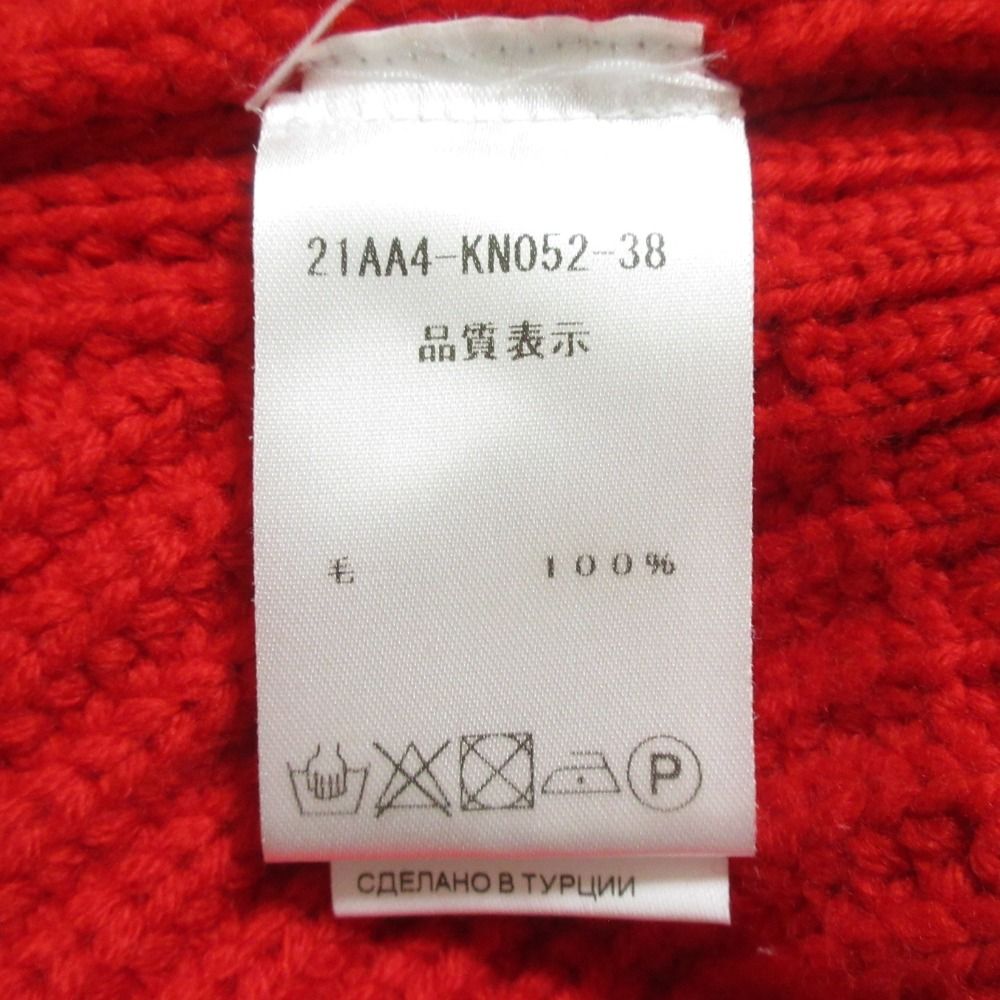 21AA4-KN052-38
品質表示
毛 100%
P
СДЕЛАНО В ТУРЦИИ